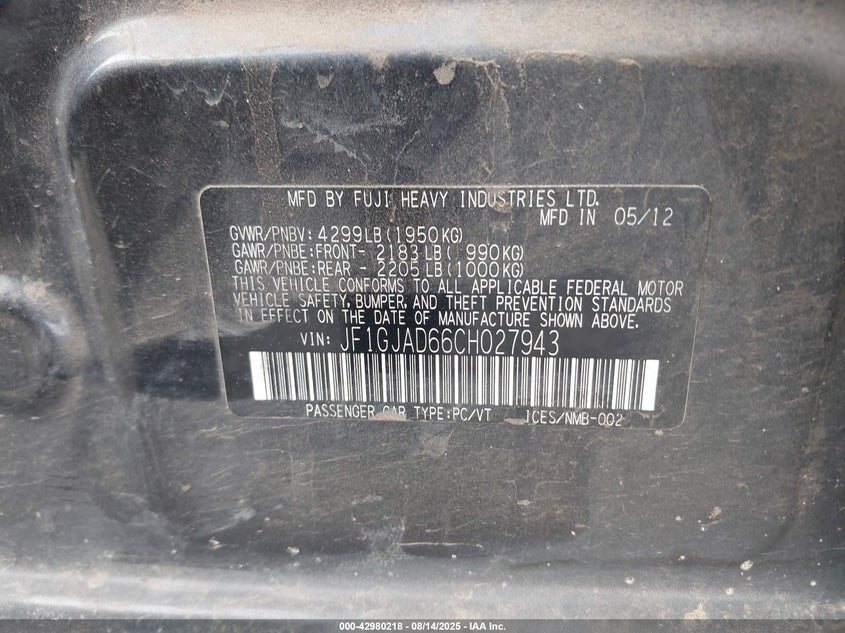 MFD BY FUJI HEAVY INDUSTRIES LTD.
MFD IN 05/12
GVWR/PNBV: 4299LB (1950KG)
GAWR/PNBE:FRONT- 2183LB ( 990KG)
GAWR/PNBE:REAR - 2205LB (1000KG)
THIS VEHICLE CONFORMS TO ALL APPLICABLE FEDERAL MOTOR
VEHICLE SAFETY, BUMPER, AND THEFT PREVENTION STANDARDS
IN EFFECT ON THE DATE OF MANUFACTURE SHOWN ABOVE.
VIN: JF1GJAD66CH027943
PASSENGER CAR TYPE:PC/VT ICES/NMB-002
000-42980218 - 08/14/2025 - IAA Inc.